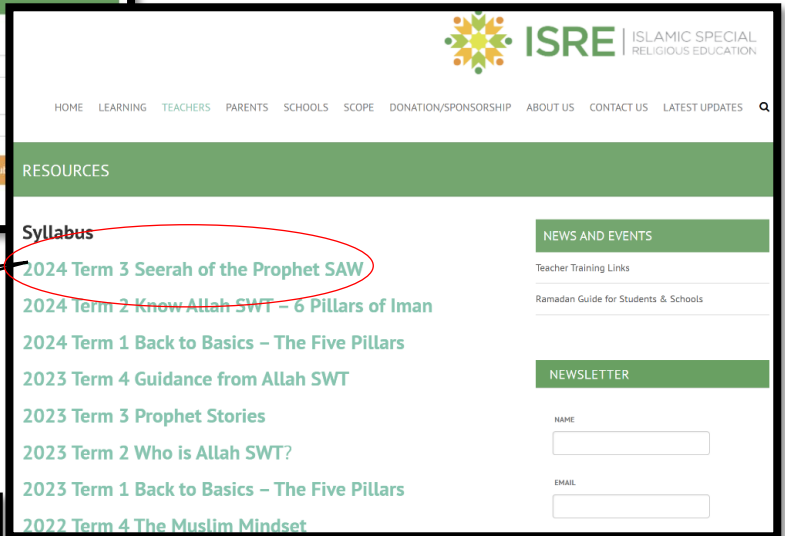 ISRE
ISLAMIC SPECIAL
RELIGIOUS EDUCATION
HOME LEARNING TEACHERS PARENTS SCHOOLS SCOPE DONATION/SPONSORSHIP ABOUT US CONTACT US LATEST UPDATES
RESOURCES
Syllabus
2024 Term 3 Seerah of the Prophet SAW
2024 Term 2 Know Allah SWT – 6 Pillars of Iman
2024 Term 1 Back to Basics – The Five Pillars
2023 Term 4 Guidance from Allah SWT
2023 Term 3 Prophet Stories
2023 Term 2 Who is Allah SWT?
2023 Term 1 Back to Basics – The Five Pillars
2022 Term 4 The Muslim Mindset
NEWS AND EVENTS
Teacher Training Links
Ramadan Guide for Students & Schools
NEWSLETTER
NAME
EMAIL